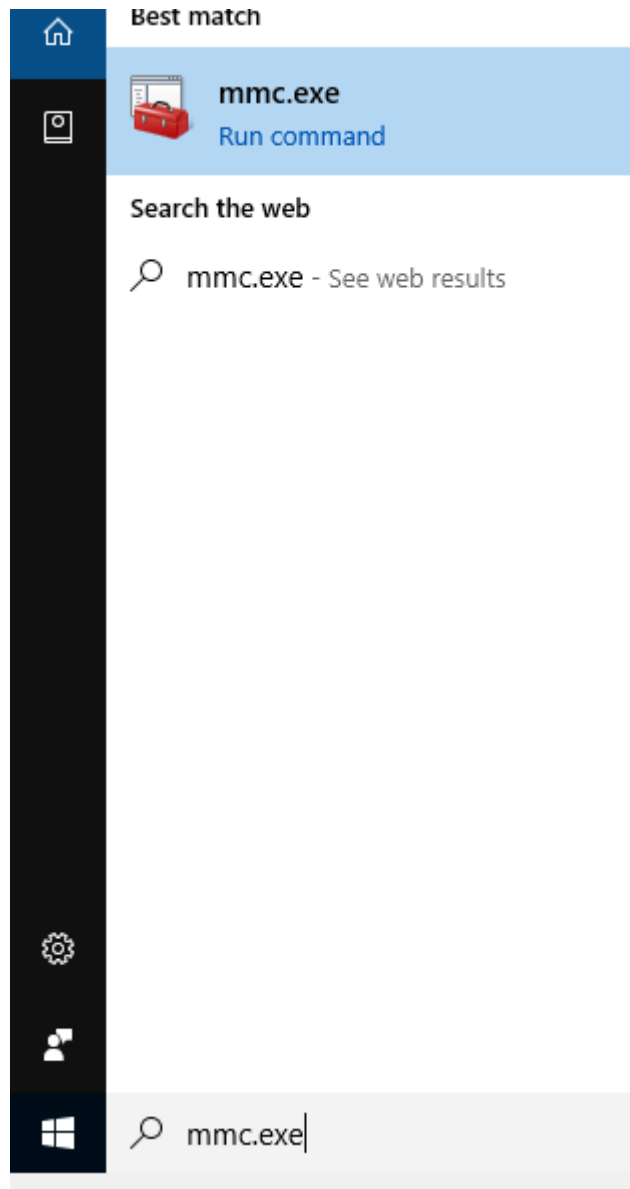 Best match
mmc.exe
Run command
Search the web
mmc.exe - See web results
mmc.exe